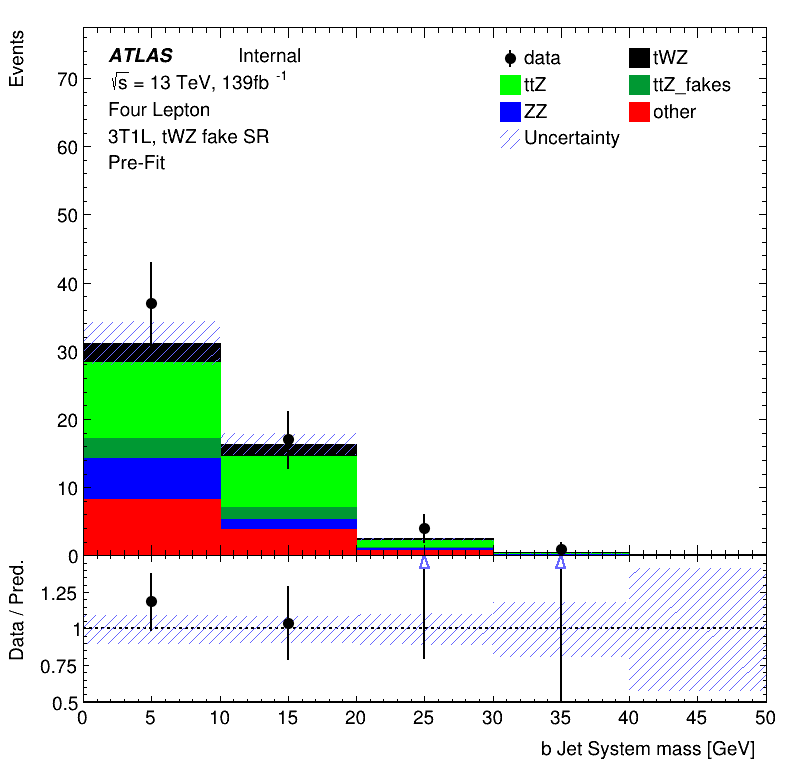 Events
70
60
50
40
30
20
10
0
ATLAS Internal
√s = 13 TeV, 139fb -1
Four Lepton
3T1L, tWZ fake SR
Pre-Fit
data tWZ
ttZ ttZ_fakes
ZZ other
Uncertainty
Data / Pred.
1.25
1
0.75
0.5
0 5 10 15 20 25 30 35 40 45 50
b Jet System mass [GeV]